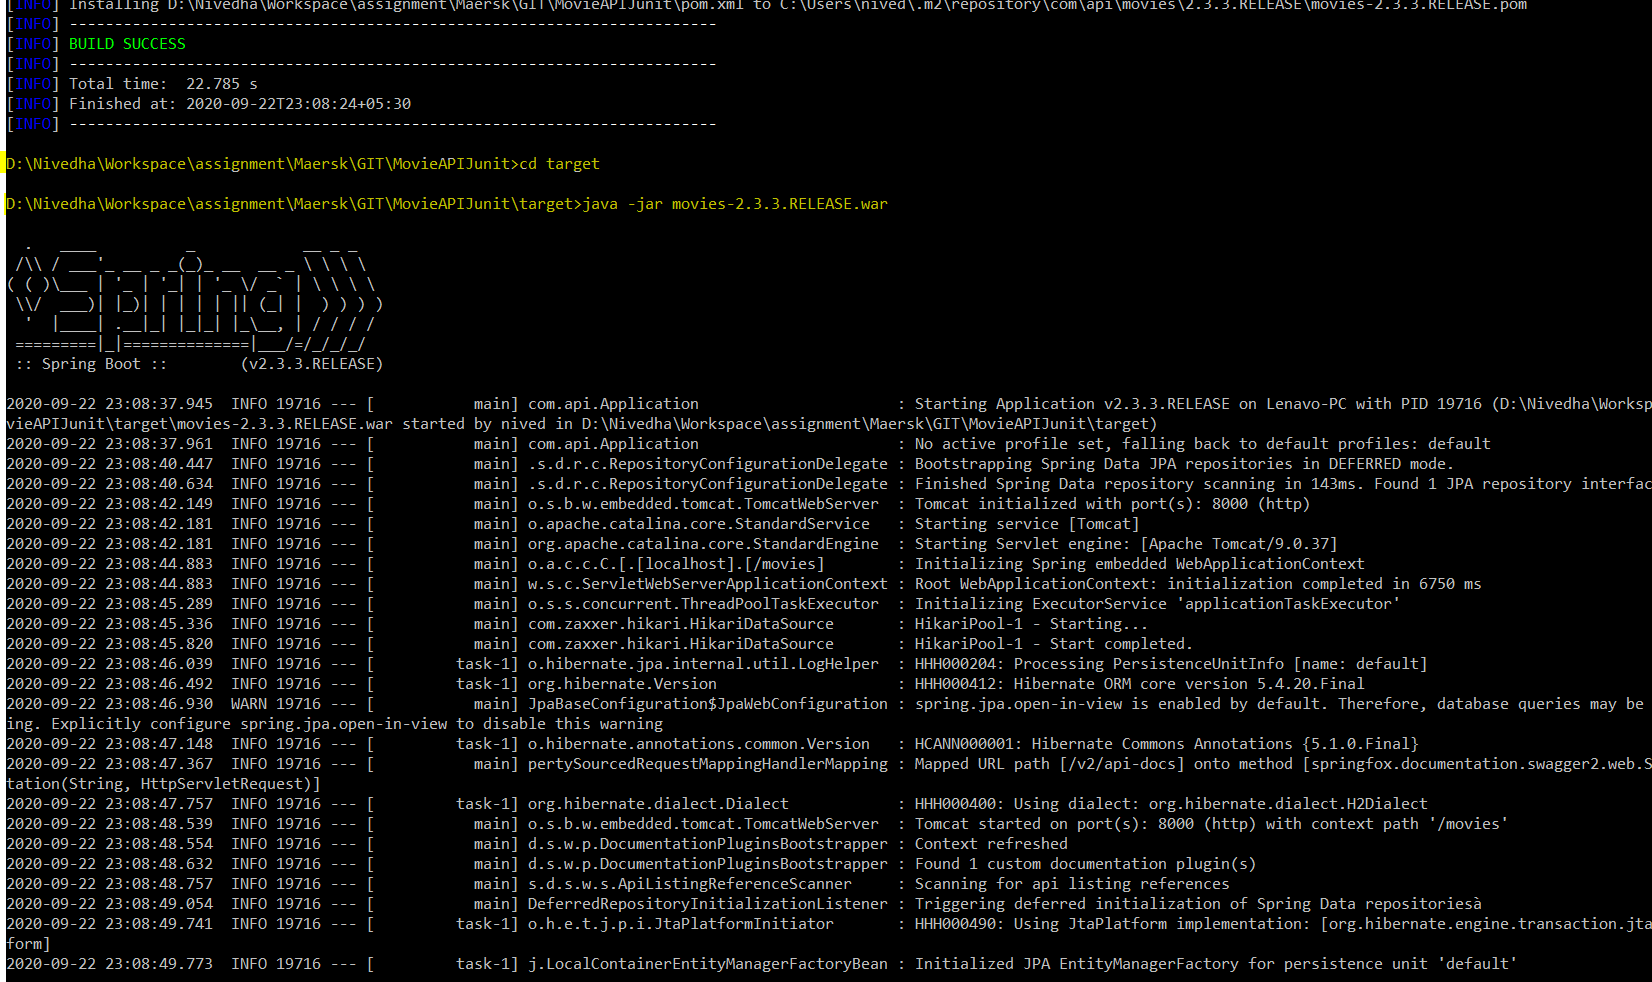 [INFO] Installing D:\Nivedha\Workspace\assignment\Maersk\GIT\MovieAPIJunit\pom.xml to C:\Users\nived\.m2\repository\com\api\movies\2.3.3.RELEASE\movies-2.3.3.RELEASE.pom
[INFO] ------------------------------------------------------------------------
[INFO] BUILD SUCCESS
[INFO] ------------------------------------------------------------------------
[INFO] Total time:  22.785 s
[INFO] Finished at: 2020-09-22T23:08:24+05:30
[INFO] ------------------------------------------------------------------------
D:\Nivedha\Workspace\assignment\Maersk\GIT\MovieAPIJunit>cd target
D:\Nivedha\Workspace\assignment\Maersk\GIT\MovieAPIJunit\target>java -jar movies-2.3.3.RELEASE.war
  .   ____          _            __ _ _
 /\\ / ___'_ __ _ _(_)_ __  __ _ \ \ \ \
( ( )\___ | '_ | '_| | '_ \/ _` | \ \ \ \
 \\/  ___)| |_)| | | | | || (_| |  ) ) ) )
  '  |____| .__|_| |_|_| |_\__, | / / / /
 =========|_|==============|___/=/_/_/_/
 :: Spring Boot ::        (v2.3.3.RELEASE)
2020-09-22 23:08:37.945  INFO 19716 --- [           main] com.api.Application                      : Starting Application v2.3.3.RELEASE on Lenavo-PC with PID 19716 (D:\Nivedha\Worksp
vieAPIJunit\target\movies-2.3.3.RELEASE.war started by nived in D:\Nivedha\Workspace\assignment\Maersk\GIT\MovieAPIJunit\target)
2020-09-22 23:08:37.961  INFO 19716 --- [           main] com.api.Application                      : No active profile set, falling back to default profiles: default
2020-09-22 23:08:40.447  INFO 19716 --- [           main] .s.d.r.c.RepositoryConfigurationDelegate : Bootstrapping Spring Data JPA repositories in DEFERRED mode.
2020-09-22 23:08:40.634  INFO 19716 --- [           main] .s.d.r.c.RepositoryConfigurationDelegate : Finished Spring Data repository scanning in 143ms. Found 1 JPA repository interfac
2020-09-22 23:08:42.149  INFO 19716 --- [           main] o.s.b.w.embedded.tomcat.TomcatWebServer  : Tomcat initialized with port(s): 8000 (http)
2020-09-22 23:08:42.181  INFO 19716 --- [           main] o.apache.catalina.core.StandardService   : Starting service [Tomcat]
2020-09-22 23:08:42.181  INFO 19716 --- [           main] org.apache.catalina.core.StandardEngine  : Starting Servlet engine: [Apache Tomcat/9.0.37]
2020-09-22 23:08:44.883  INFO 19716 --- [           main] o.a.c.c.C.[.[localhost].[/movies]        : Initializing Spring embedded WebApplicationContext
2020-09-22 23:08:44.883  INFO 19716 --- [           main] w.s.c.ServletWebServerApplicationContext : Root WebApplicationContext: initialization completed in 6750 ms
2020-09-22 23:08:45.289  INFO 19716 --- [           main] o.s.s.concurrent.ThreadPoolTaskExecutor  : Initializing ExecutorService 'applicationTaskExecutor'
2020-09-22 23:08:45.336  INFO 19716 --- [           main] com.zaxxer.hikari.HikariDataSource       : HikariPool-1 - Starting...
2020-09-22 23:08:45.820  INFO 19716 --- [           main] com.zaxxer.hikari.HikariDataSource       : HikariPool-1 - Start completed.
2020-09-22 23:08:46.039  INFO 19716 --- [         task-1] o.hibernate.jpa.internal.util.LogHelper  : HHH000204: Processing PersistenceUnitInfo [name: default]
2020-09-22 23:08:46.492  INFO 19716 --- [         task-1] org.hibernate.Version                    : HHH000412: Hibernate ORM core version 5.4.20.Final
2020-09-22 23:08:46.930  WARN 19716 --- [           main] JpaBaseConfiguration$JpaWebConfiguration : spring.jpa.open-in-view is enabled by default. Therefore, database queries may be
ing. Explicitly configure spring.jpa.open-in-view to disable this warning
2020-09-22 23:08:47.148  INFO 19716 --- [         task-1] o.hibernate.annotations.common.Version   : HCANN000001: Hibernate Commons Annotations {5.1.0.Final}
2020-09-22 23:08:47.367  INFO 19716 --- [           main] pertySourcedRequestMappingHandlerMapping : Mapped URL path [/v2/api-docs] onto method [springfox.documentation.swagger2.web.S
tation(String, HttpServletRequest)]
2020-09-22 23:08:47.757  INFO 19716 --- [         task-1] org.hibernate.dialect.Dialect            : HHH000400: Using dialect: org.hibernate.dialect.H2Dialect
2020-09-22 23:08:48.539  INFO 19716 --- [           main] o.s.b.w.embedded.tomcat.TomcatWebServer  : Tomcat started on port(s): 8000 (http) with context path '/movies'
2020-09-22 23:08:48.554  INFO 19716 --- [           main] d.s.w.p.DocumentationPluginsBootstrapper : Context refreshed
2020-09-22 23:08:48.632  INFO 19716 --- [           main] d.s.w.p.DocumentationPluginsBootstrapper : Found 1 custom documentation plugin(s)
2020-09-22 23:08:48.757  INFO 19716 --- [           main] s.d.s.w.s.ApiListingReferenceScanner     : Scanning for api listing references
2020-09-22 23:08:49.054  INFO 19716 --- [           main] DeferredRepositoryInitializationListener : Triggering deferred initialization of Spring Data repositoriesà
2020-09-22 23:08:49.741  INFO 19716 --- [         task-1] o.h.e.t.j.p.i.JtaPlatformInitiator       : HHH000490: Using JtaPlatform implementation: [org.hibernate.engine.transaction.jta
form]
2020-09-22 23:08:49.773  INFO 19716 --- [         task-1] j.LocalContainerEntityManagerFactoryBean : Initialized JPA EntityManagerFactory for persistence unit 'default'